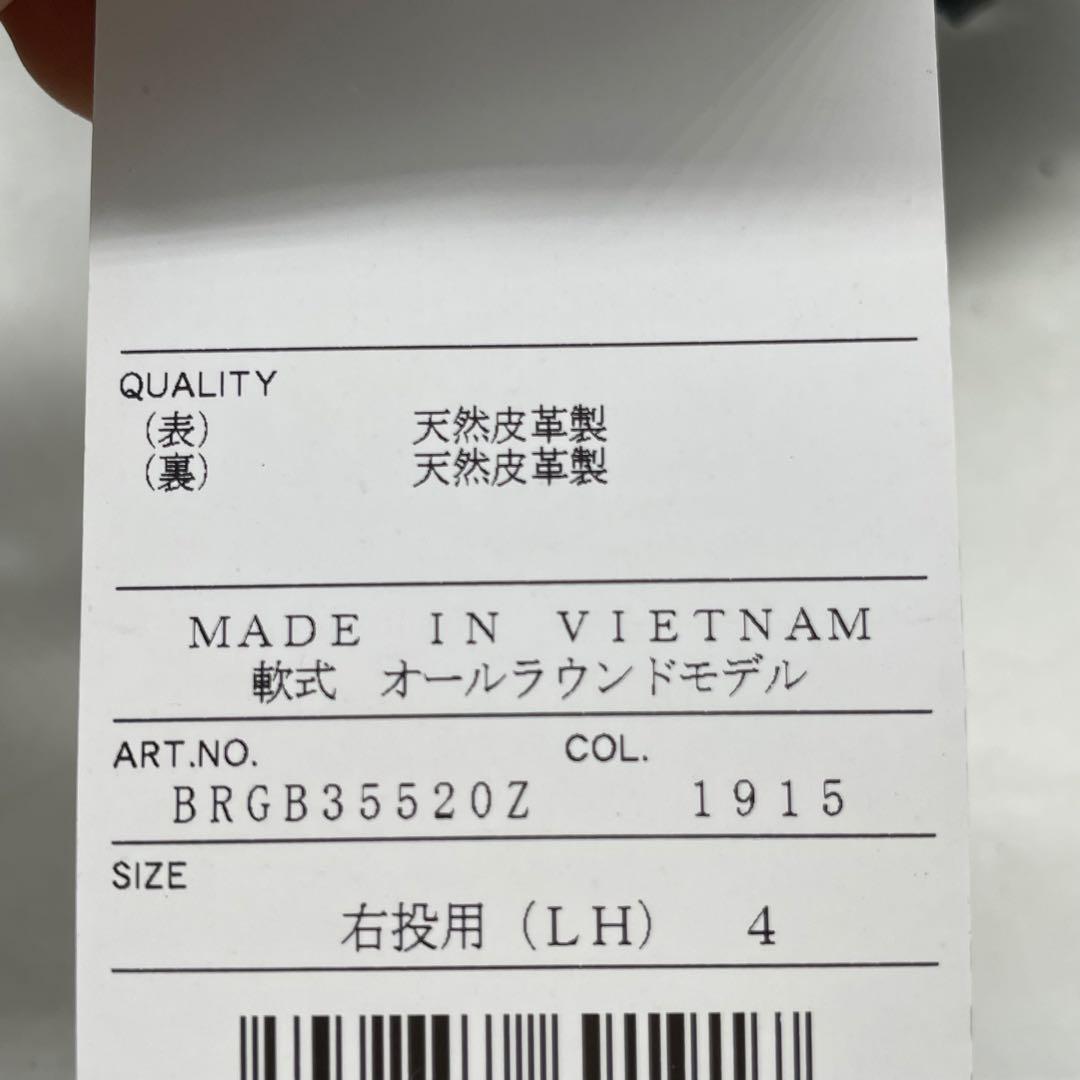 QUALITY
(表) 天然皮革製
(裏) 天然皮革製
MADE IN VIETNAM
軟式 オールラウンドモデル
ART.NO. COL.
BRGB35520Z 1915
SIZE
右投用 (LH) 4